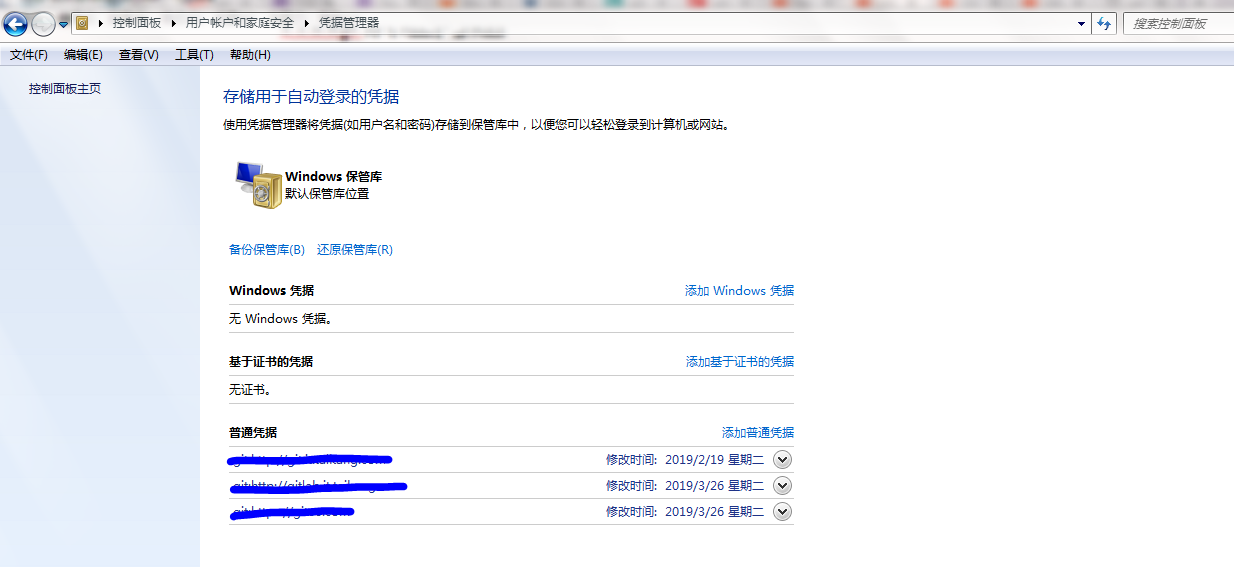 控制面板 ▸ 用户帐户和家庭安全 ▸ 凭据管理器 搜索控制面板
文件(F) 编辑(E) 查看(V) 工具(T) 帮助(H)
控制面板主页
存储用于自动登录的凭据
使用凭据管理器将凭据(如用户名和密码)存储到保管库中，以便您可以轻松登录到计算机或网站。
Windows 保管库
默认保管库位置
备份保管库(B) 还原保管库(R)
Windows 凭据 添加 Windows 凭据
无 Windows 凭据。
基于证书的凭据 添加基于证书的凭据
无证书。
普通凭据 添加普通凭据
修改时间: 2019/2/19 星期二
修改时间: 2019/3/26 星期二
修改时间: 2019/3/26 星期二